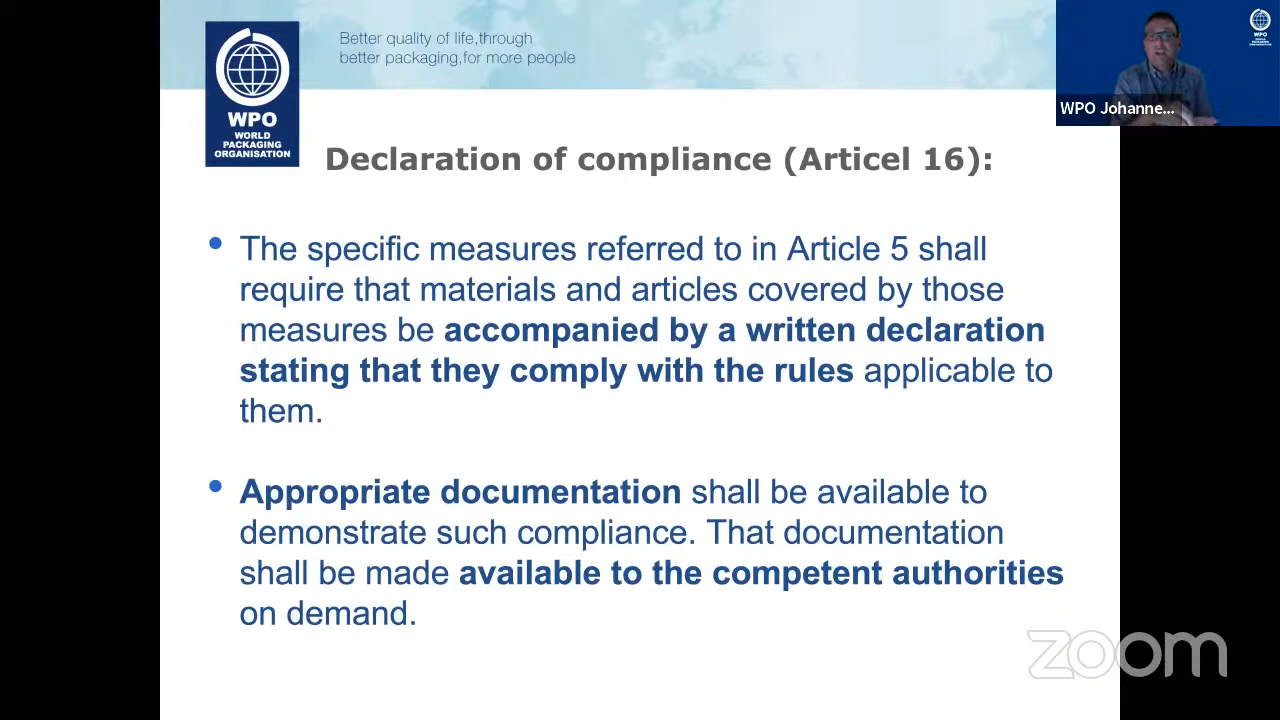 Better quality of life,through
better packaging,for more people
WPO
WORLD
PACKAGING
ORGANISATION
WPO
WORLD
PACKAGING
ORGANISATION
WPO Johanne...
Declaration of compliance (Articel 16):
• The specific measures referred to in Article 5 shall
require that materials and articles covered by those
measures be accompanied by a written declaration
stating that they comply with the rules applicable to
them.
• Appropriate documentation shall be available to
demonstrate such compliance. That documentation
shall be made available to the competent authorities
on demand.
zoom